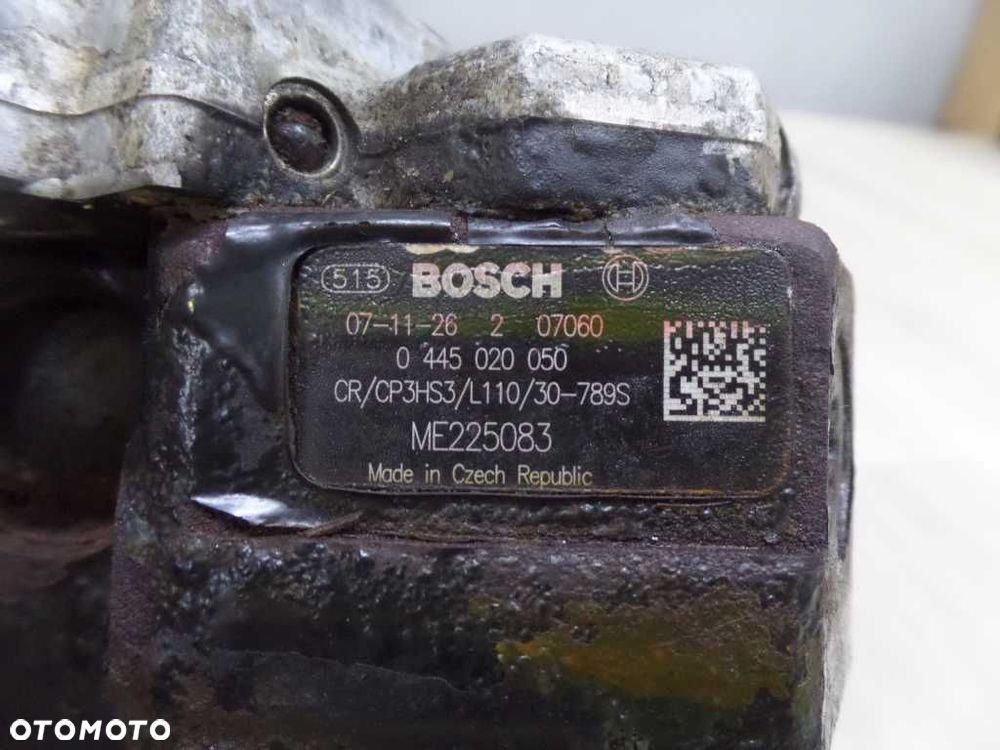 515 BOSCH
07-11-26 2 07060
0 445 020 050
CR/CP3HS3/L110/30-789S
ME225083
Made in Czech Republic
OTOMOTO